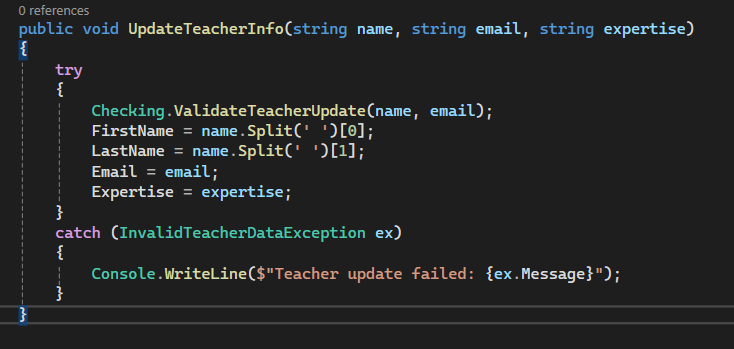 0 references
public void UpdateTeacherInfo(string name, string email, string expertise)
{
try
{
Checking.ValidateTeacherUpdate(name, email);
FirstName = name.Split(' ')[0];
LastName = name.Split(' ')[1];
Email = email;
Expertise = expertise;
}
catch (InvalidTeacherDataException ex)
{
Console.WriteLine($"Teacher update failed: {ex.Message}");
}
}